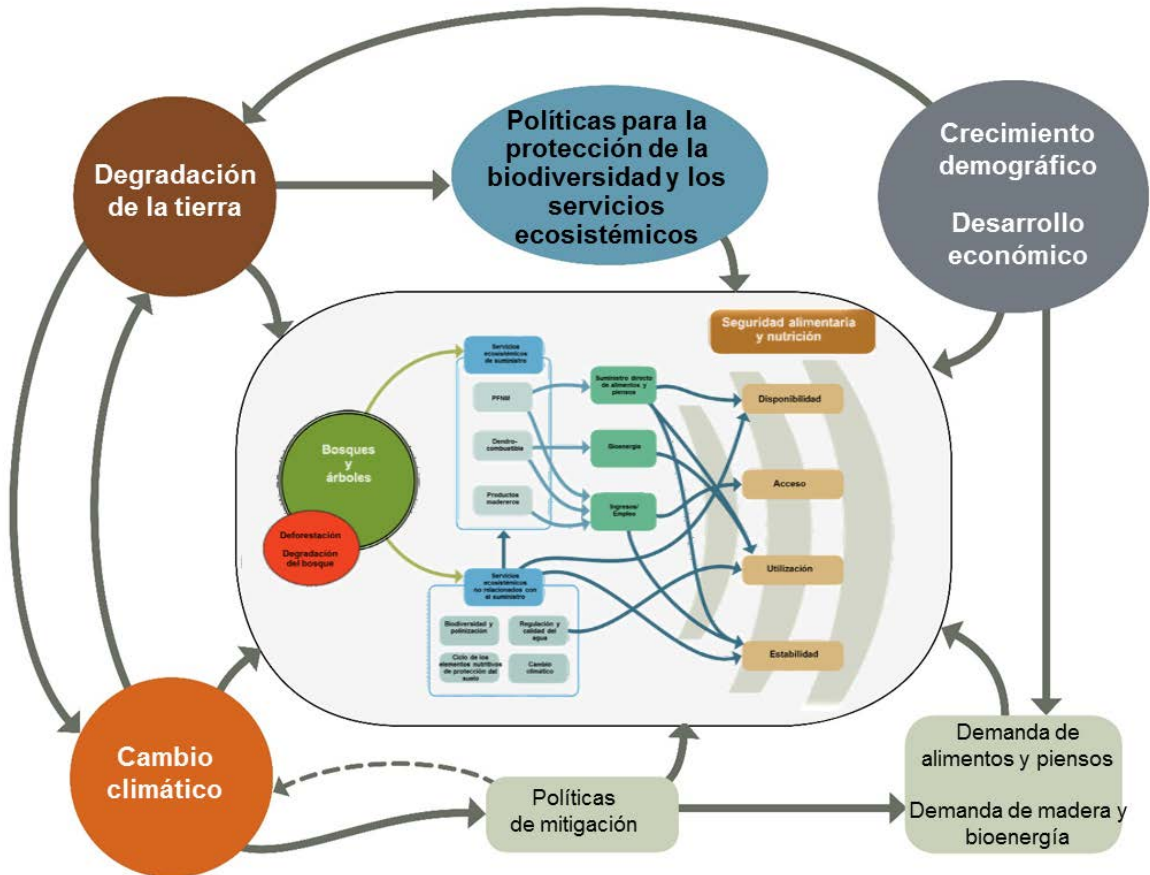 Degradación
de la tierra
Políticas para la
protección de la
biodiversidad y los
servicios
ecosistémicos
Crecimiento
demográfico
Desarrollo
económico
Seguridad alimentaria
y nutrición
Servicios
ecosistémicos
de suministro
PFNM
Dendro-
combustible
Productos
madereros
Suministro directo
de alimentos y
piensos
Bioenergía
Ingresos/
Empleo
Disponibilidad
Acceso
Utilización
Estabilidad
Bosques
y
árboles
Deforestación
Degradación
del bosque
Servicios
ecosistémicos
no relacionados con
el suministro
Biodiversidad y
polinización
Regulación y
calidad del
agua
Ciclo de los
elementos nutritivos
de protección del
suelo
Cambio
climático
Cambio
climático
Políticas
de mitigación
Demanda de
alimentos y piensos
Demanda de madera y
bioenergía